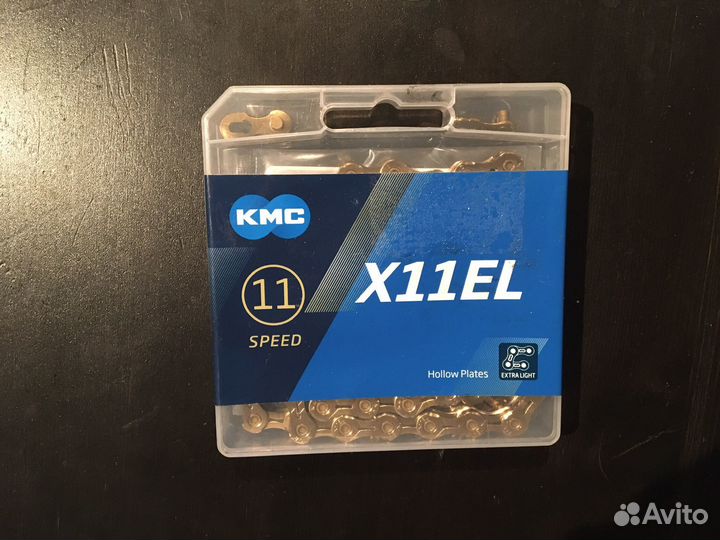 KMC
11
SPEED
X11EL
Hollow Plates
EXTRA LIGHT
Avito